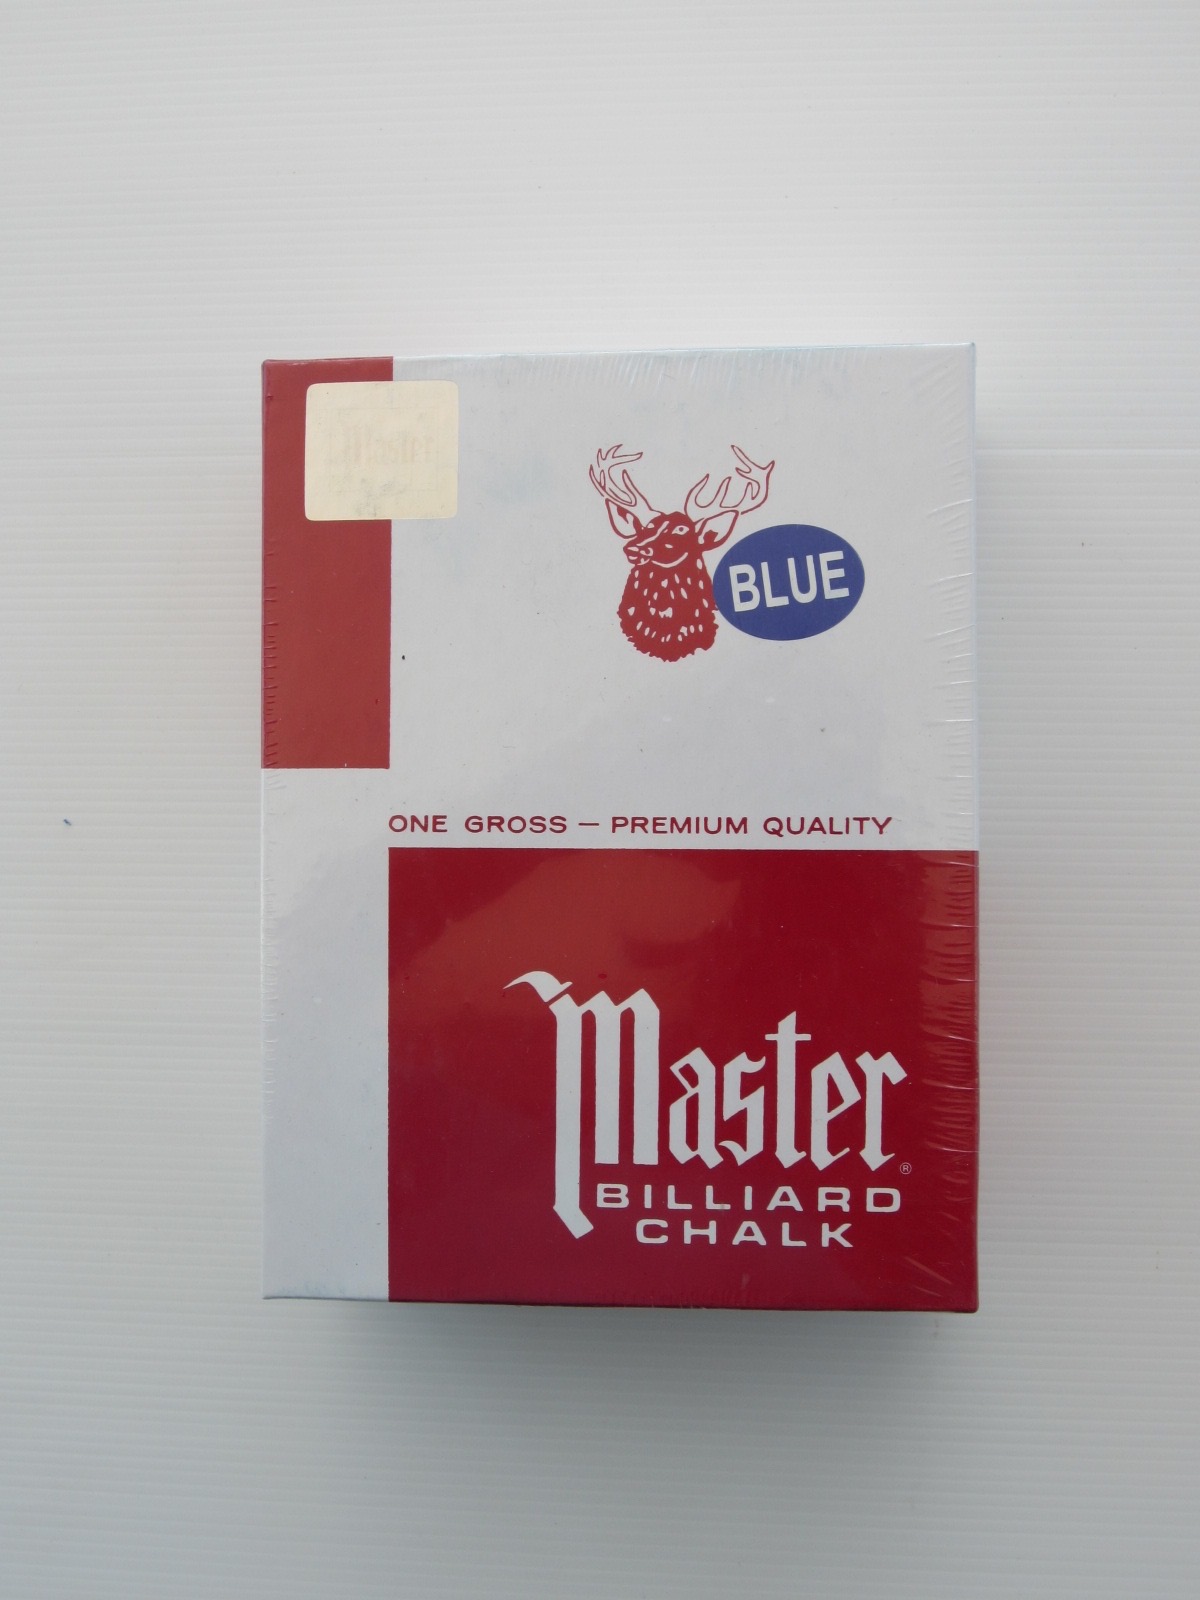 BLUE
ONE GROSS — PREMIUM QUALITY
Master®
BILLIARD
CHALK